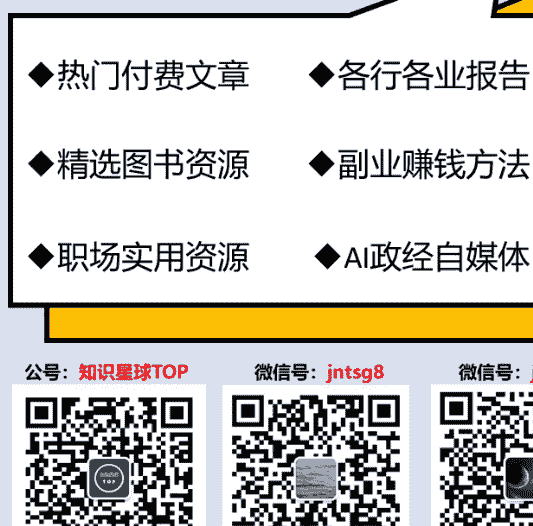 ◆热门付费文章 ◆各行各业报告
◆精选图书资源 ◆副业赚钱方法
◆职场实用资源 ◆AI政经自媒体
公号：知识星球TOP 微信号：jntsg8 微信号：
TOP